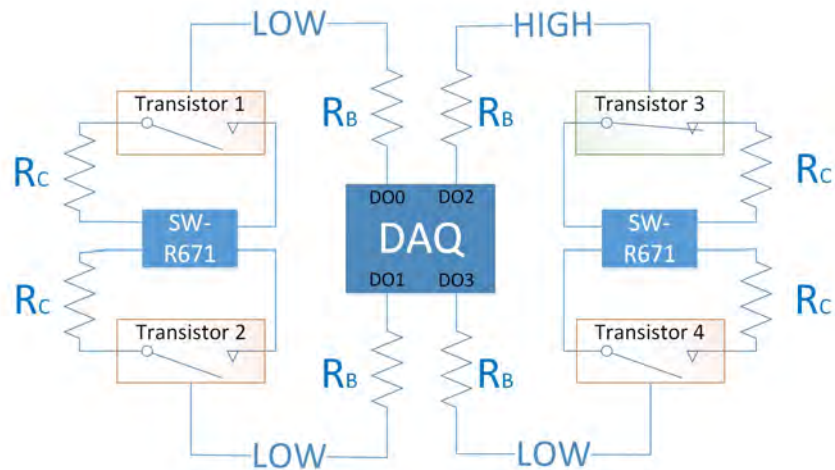 LOW
HIGH
Transistor 1
Transistor 3
RB
RB
RC
RC
DO0 DO2
SW-
R671
DAQ
SW-
R671
DO1 DO3
RC
RC
Transistor 2
Transistor 4
RB
RB
LOW
LOW